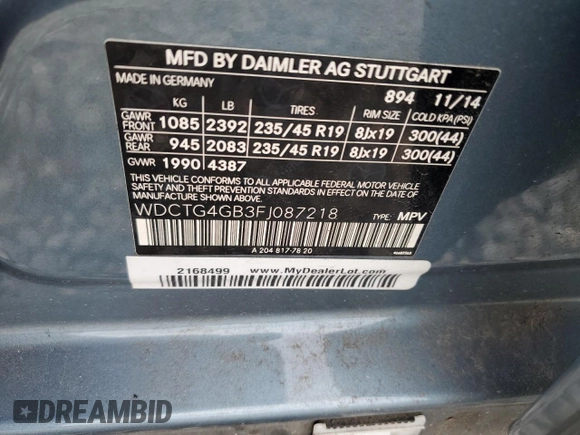 MFD BY DAIMLER AG STUTTGART
MADE IN GERMANY
894 11/14
KG LB TIRES RIM SIZE COLD KPA(PSI)
GAWR FRONT 1085 2392 235/45 R19 8Jx19 300(44)
GAWR REAR 945 2083 235/45 R19 8Jx19 300(44)
GVWR 1990 4387
THIS VEHICLE CONFORMS TO ALL APPLICABLE FEDERAL MOTOR VEHICLE
SAFETY AND THEFT PREVENTION STANDARDS IN EFFECT ON THE DATE OF
MANUFACTURE SHOWN ABOVE.
WDCTG4GB3FJ087218 TYPE: MPV
A 204 817-78 20
2168499 www.MyDealerLot.com
DREAMBID